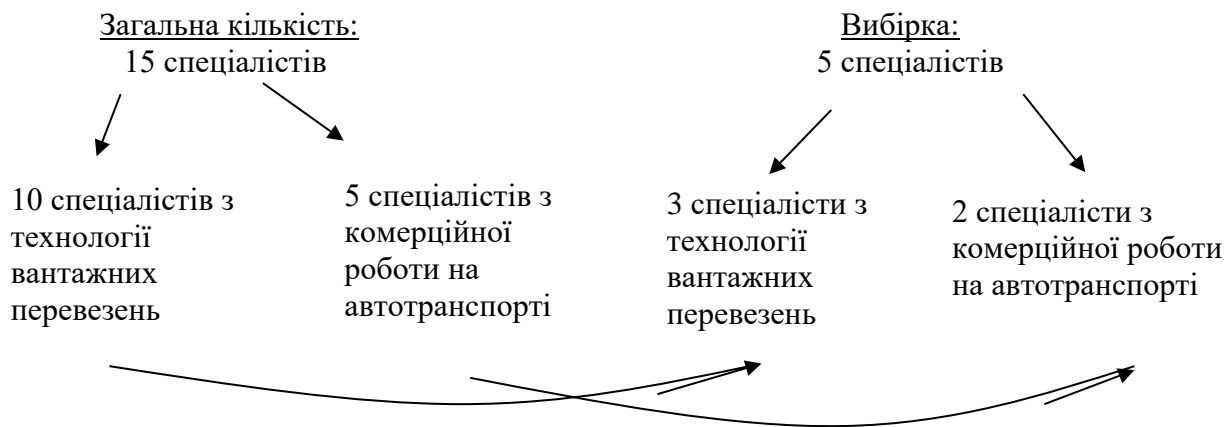 Загальна кількість:
15 спеціалістів
Вибірка:
5 спеціалістів
10 спеціалістів з
технології
вантажних
перевезень
5 спеціалістів з
комерційної
роботи на
автотранспорті
3 спеціалісти з
технології
вантажних
перевезень
2 спеціалісти з
комерційної роботи
на автотранспорті